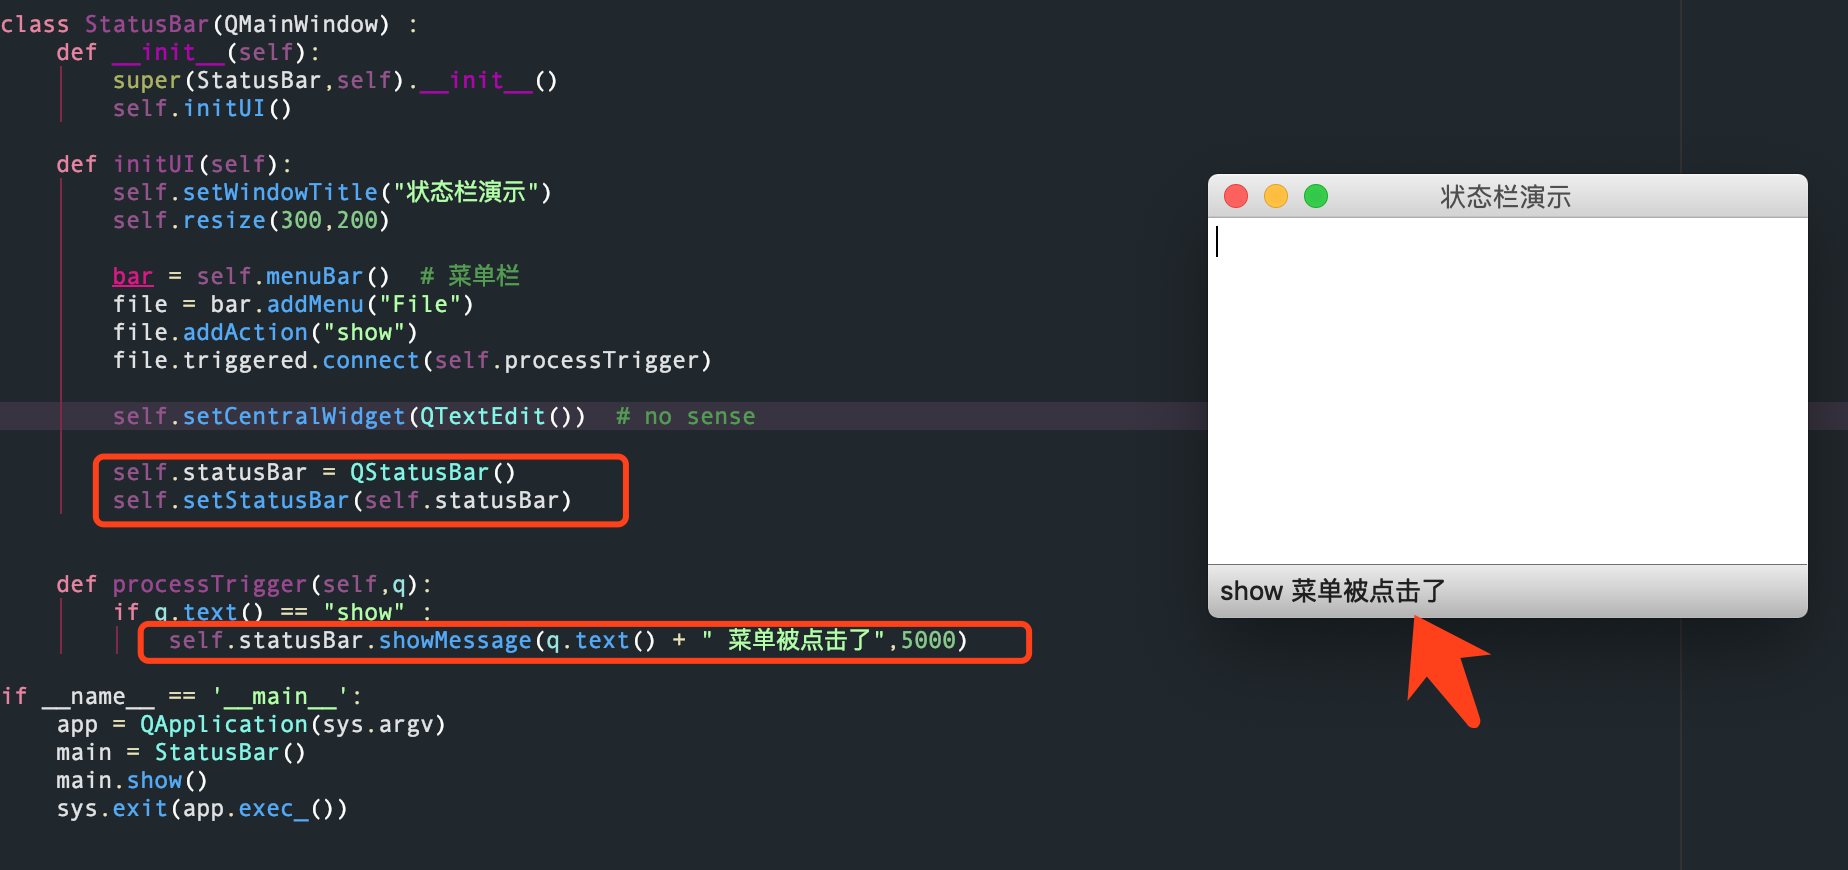 class StatusBar(QMainWindow) :
    def __init__(self):
        super(StatusBar,self).__init__()
        self.initUI()
    def initUI(self):
        self.setWindowTitle("状态栏演示")
        self.resize(300,200)
        bar = self.menuBar()  # 菜单栏
        file = bar.addMenu("File")
        file.addAction("show")
        file.triggered.connect(self.processTrigger)
        self.setCentralWidget(QTextEdit())  # no sense
        self.statusBar = QStatusBar()
        self.setStatusBar(self.statusBar)
    def processTrigger(self,q):
        if q.text() == "show" :
            self.statusBar.showMessage(q.text() + " 菜单被点击了",5000)
if __name__ == '__main__':
    app = QApplication(sys.argv)
    main = StatusBar()
    main.show()
    sys.exit(app.exec_())
状态栏演示
show 菜单被点击了